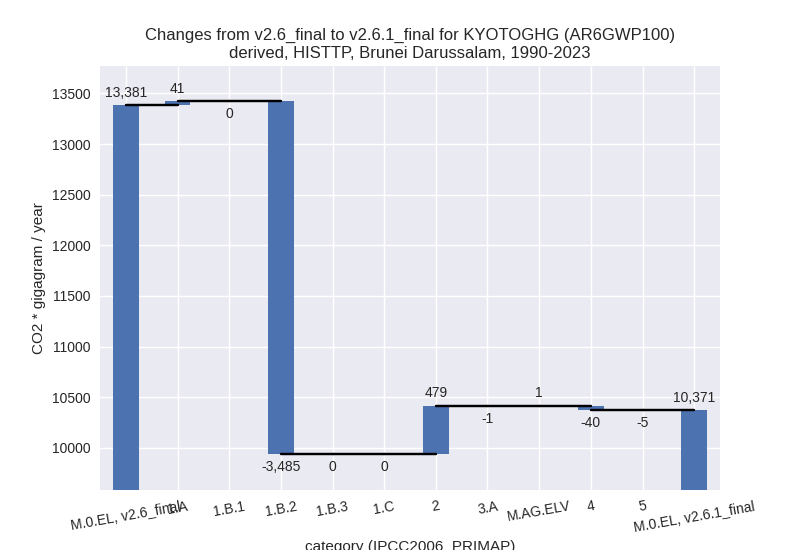 Changes from v2.6_final to v2.6.1_final for KYOTOGHG (AR6GWP100)
derived, HISTTP, Brunei Darussalam, 1990-2023
CO2 * gigagram / year
13500
13000
12500
12000
11500
11000
10500
10000
13,381
41
0
-3,485
0
0
479
-1
1
-40
-5
10,371
M.0.EL, v2.6_final
1.A
1.B.1
1.B.2
1.B.3
1.C
2
3.A
M.AG.ELV
4
5
M.0.EL, v2.6.1_final
category (IPCC2006_PRIMAP)